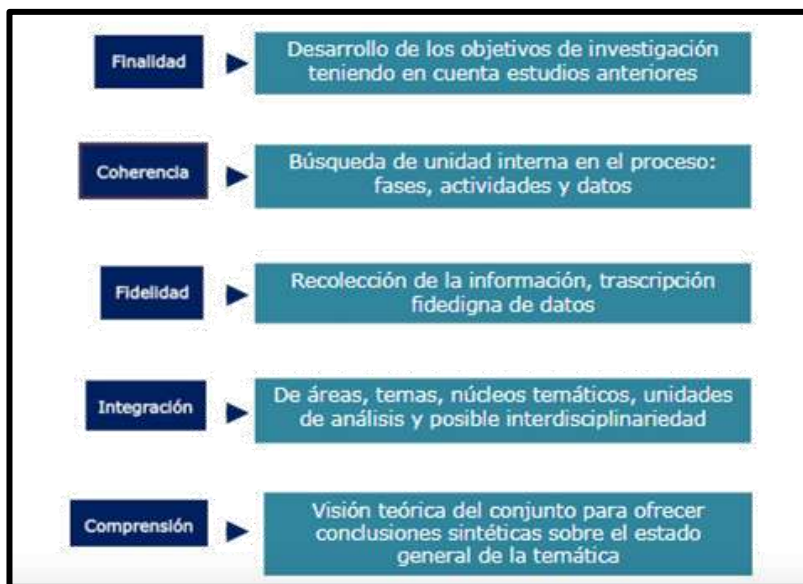 Finalidad
Desarrollo de los objetivos de investigación
teniendo en cuenta estudios anteriores
Coherencia
Búsqueda de unidad interna en el proceso:
fases, actividades y datos
Fidelidad
Recolección de la información, trascripción
fidedigna de datos
Integración
De áreas, temas, núcleos temáticos, unidades
de análisis y posible interdisciplinariedad
Comprensión
Visión teórica del conjunto para ofrecer
conclusiones sintéticas sobre el estado
general de la temática